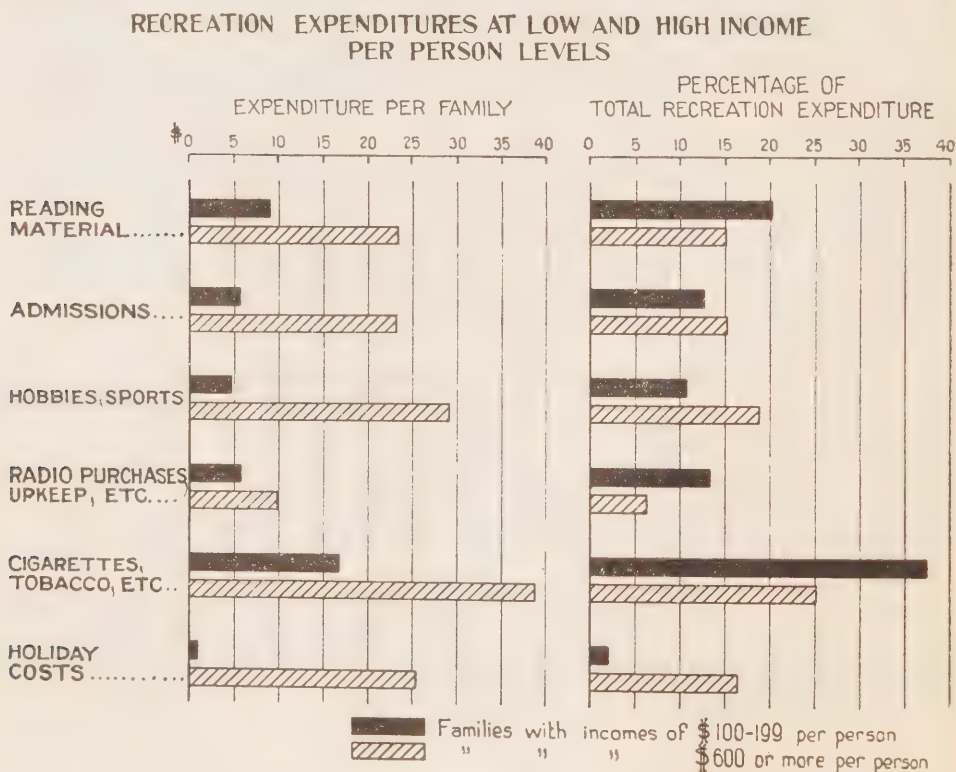 RECREATION EXPENDITURES AT LOW AND HIGH INCOME
PER PERSON LEVELS
EXPENDITURE PER FAMILY
$0 5 10 15 20 25 30 35 40
PERCENTAGE OF
TOTAL RECREATION EXPENDITURE
0 5 10 15 20 25 30 35 40
READING
MATERIAL.......
ADMISSIONS....
HOBBIES, SPORTS
RADIO PURCHASES,
UPKEEP, ETC....
CIGARETTES,
TOBACCO, ETC..
HOLIDAY
COSTS...........
Families with incomes of $100-199 per person
" " " $600 or more per person